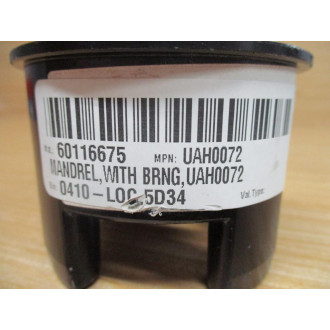 60116675 MPN: UAH0072
MANDREL,WITH BRNG,UAH0072
0410-LOC 5D34 Val.Type: